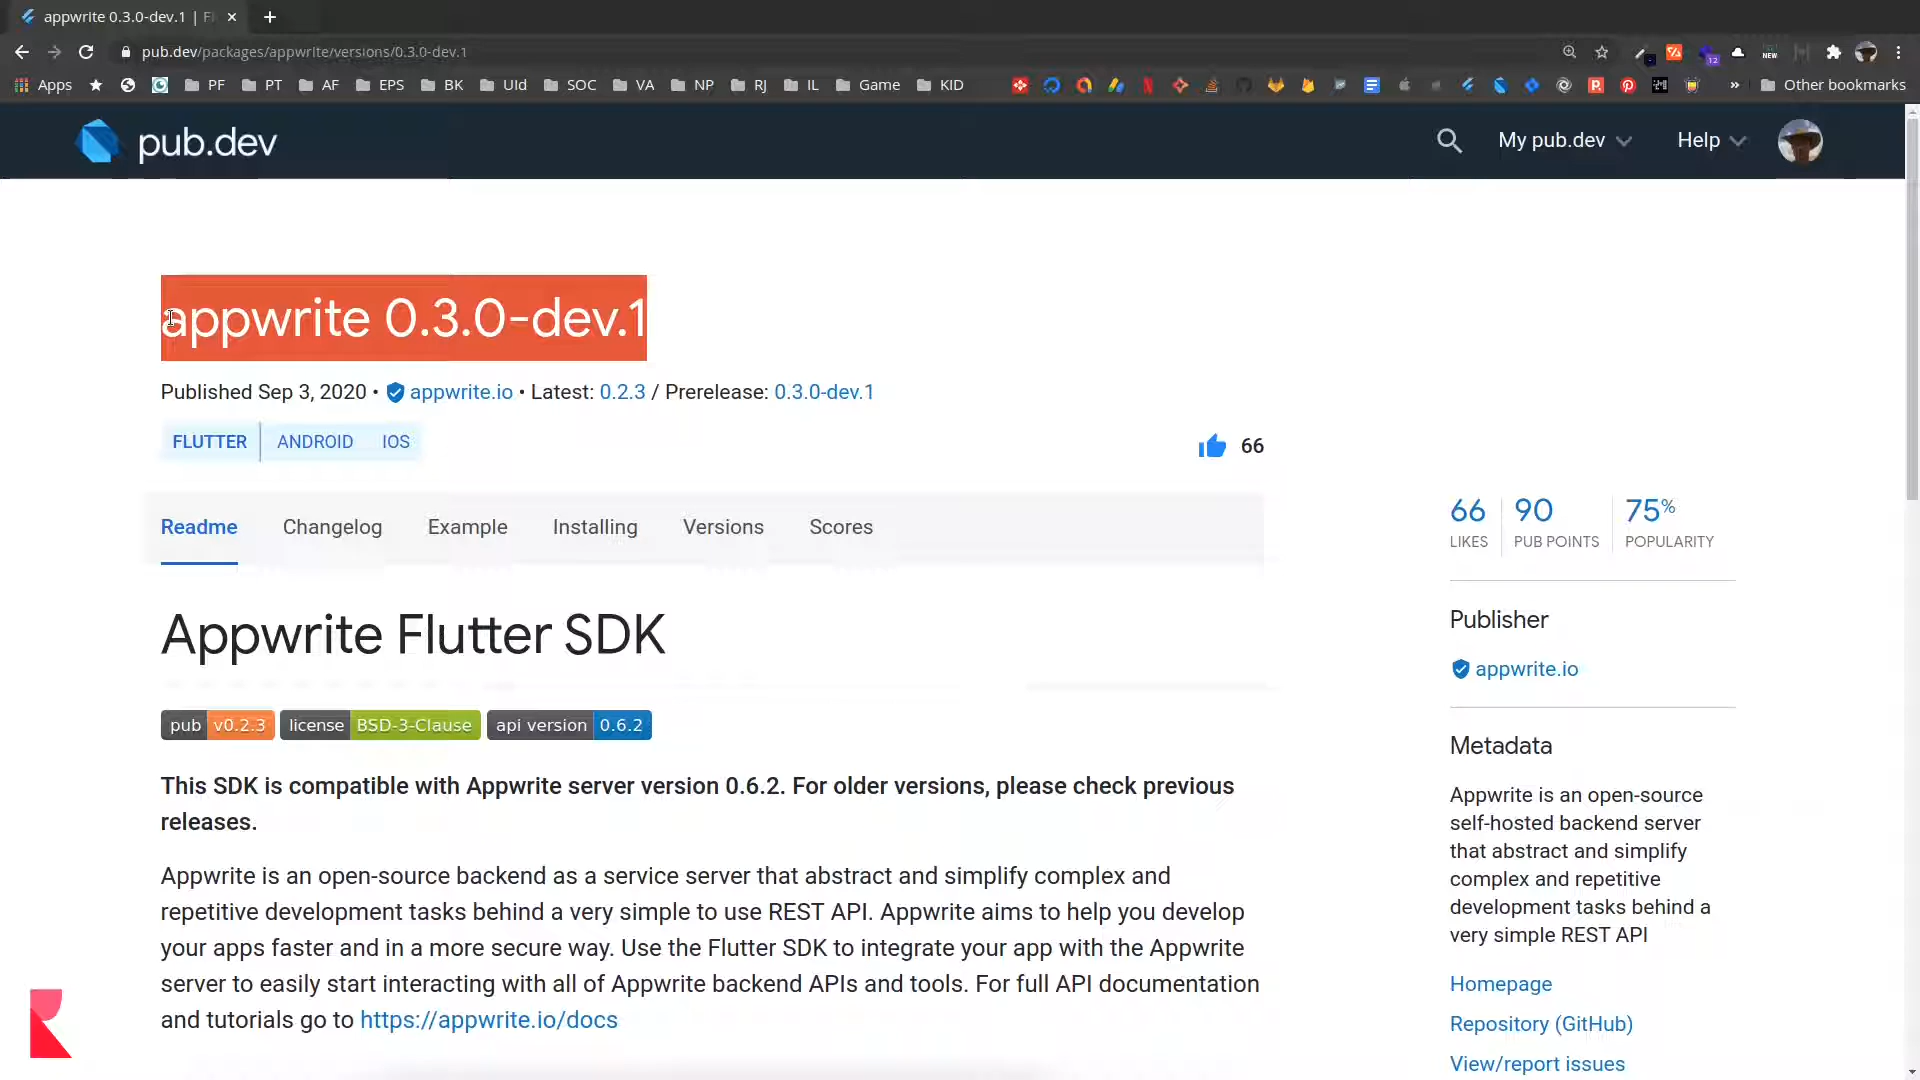 appwrite 0.3.0-dev.1 | Fl
pub.dev/packages/appwrite/versions/0.3.0-dev.1
12
NEW
Apps PF PT AF EPS BK UId SOC VA NP RJ IL Game KID » Other bookmarks
pub.dev My pub.dev Help
appwrite 0.3.0-dev.1
Published Sep 3, 2020 • appwrite.io • Latest: 0.2.3 / Prerelease: 0.3.0-dev.1
FLUTTER ANDROID IOS
66
Readme Changelog Example Installing Versions Scores
Appwrite Flutter SDK
pub v0.2.3 license BSD-3-Clause api version 0.6.2
This SDK is compatible with Appwrite server version 0.6.2. For older versions, please check previous
releases.
Appwrite is an open-source backend as a service server that abstract and simplify complex and
repetitive development tasks behind a very simple to use REST API. Appwrite aims to help you develop
your apps faster and in a more secure way. Use the Flutter SDK to integrate your app with the Appwrite
server to easily start interacting with all of Appwrite backend APIs and tools. For full API documentation
and tutorials go to https://appwrite.io/docs
66 90 75%
LIKES PUB POINTS POPULARITY
Publisher
appwrite.io
Metadata
Appwrite is an open-source
self-hosted backend server
that abstract and simplify
complex and repetitive
development tasks behind a
very simple REST API
Homepage
Repository (GitHub)
View/report issues